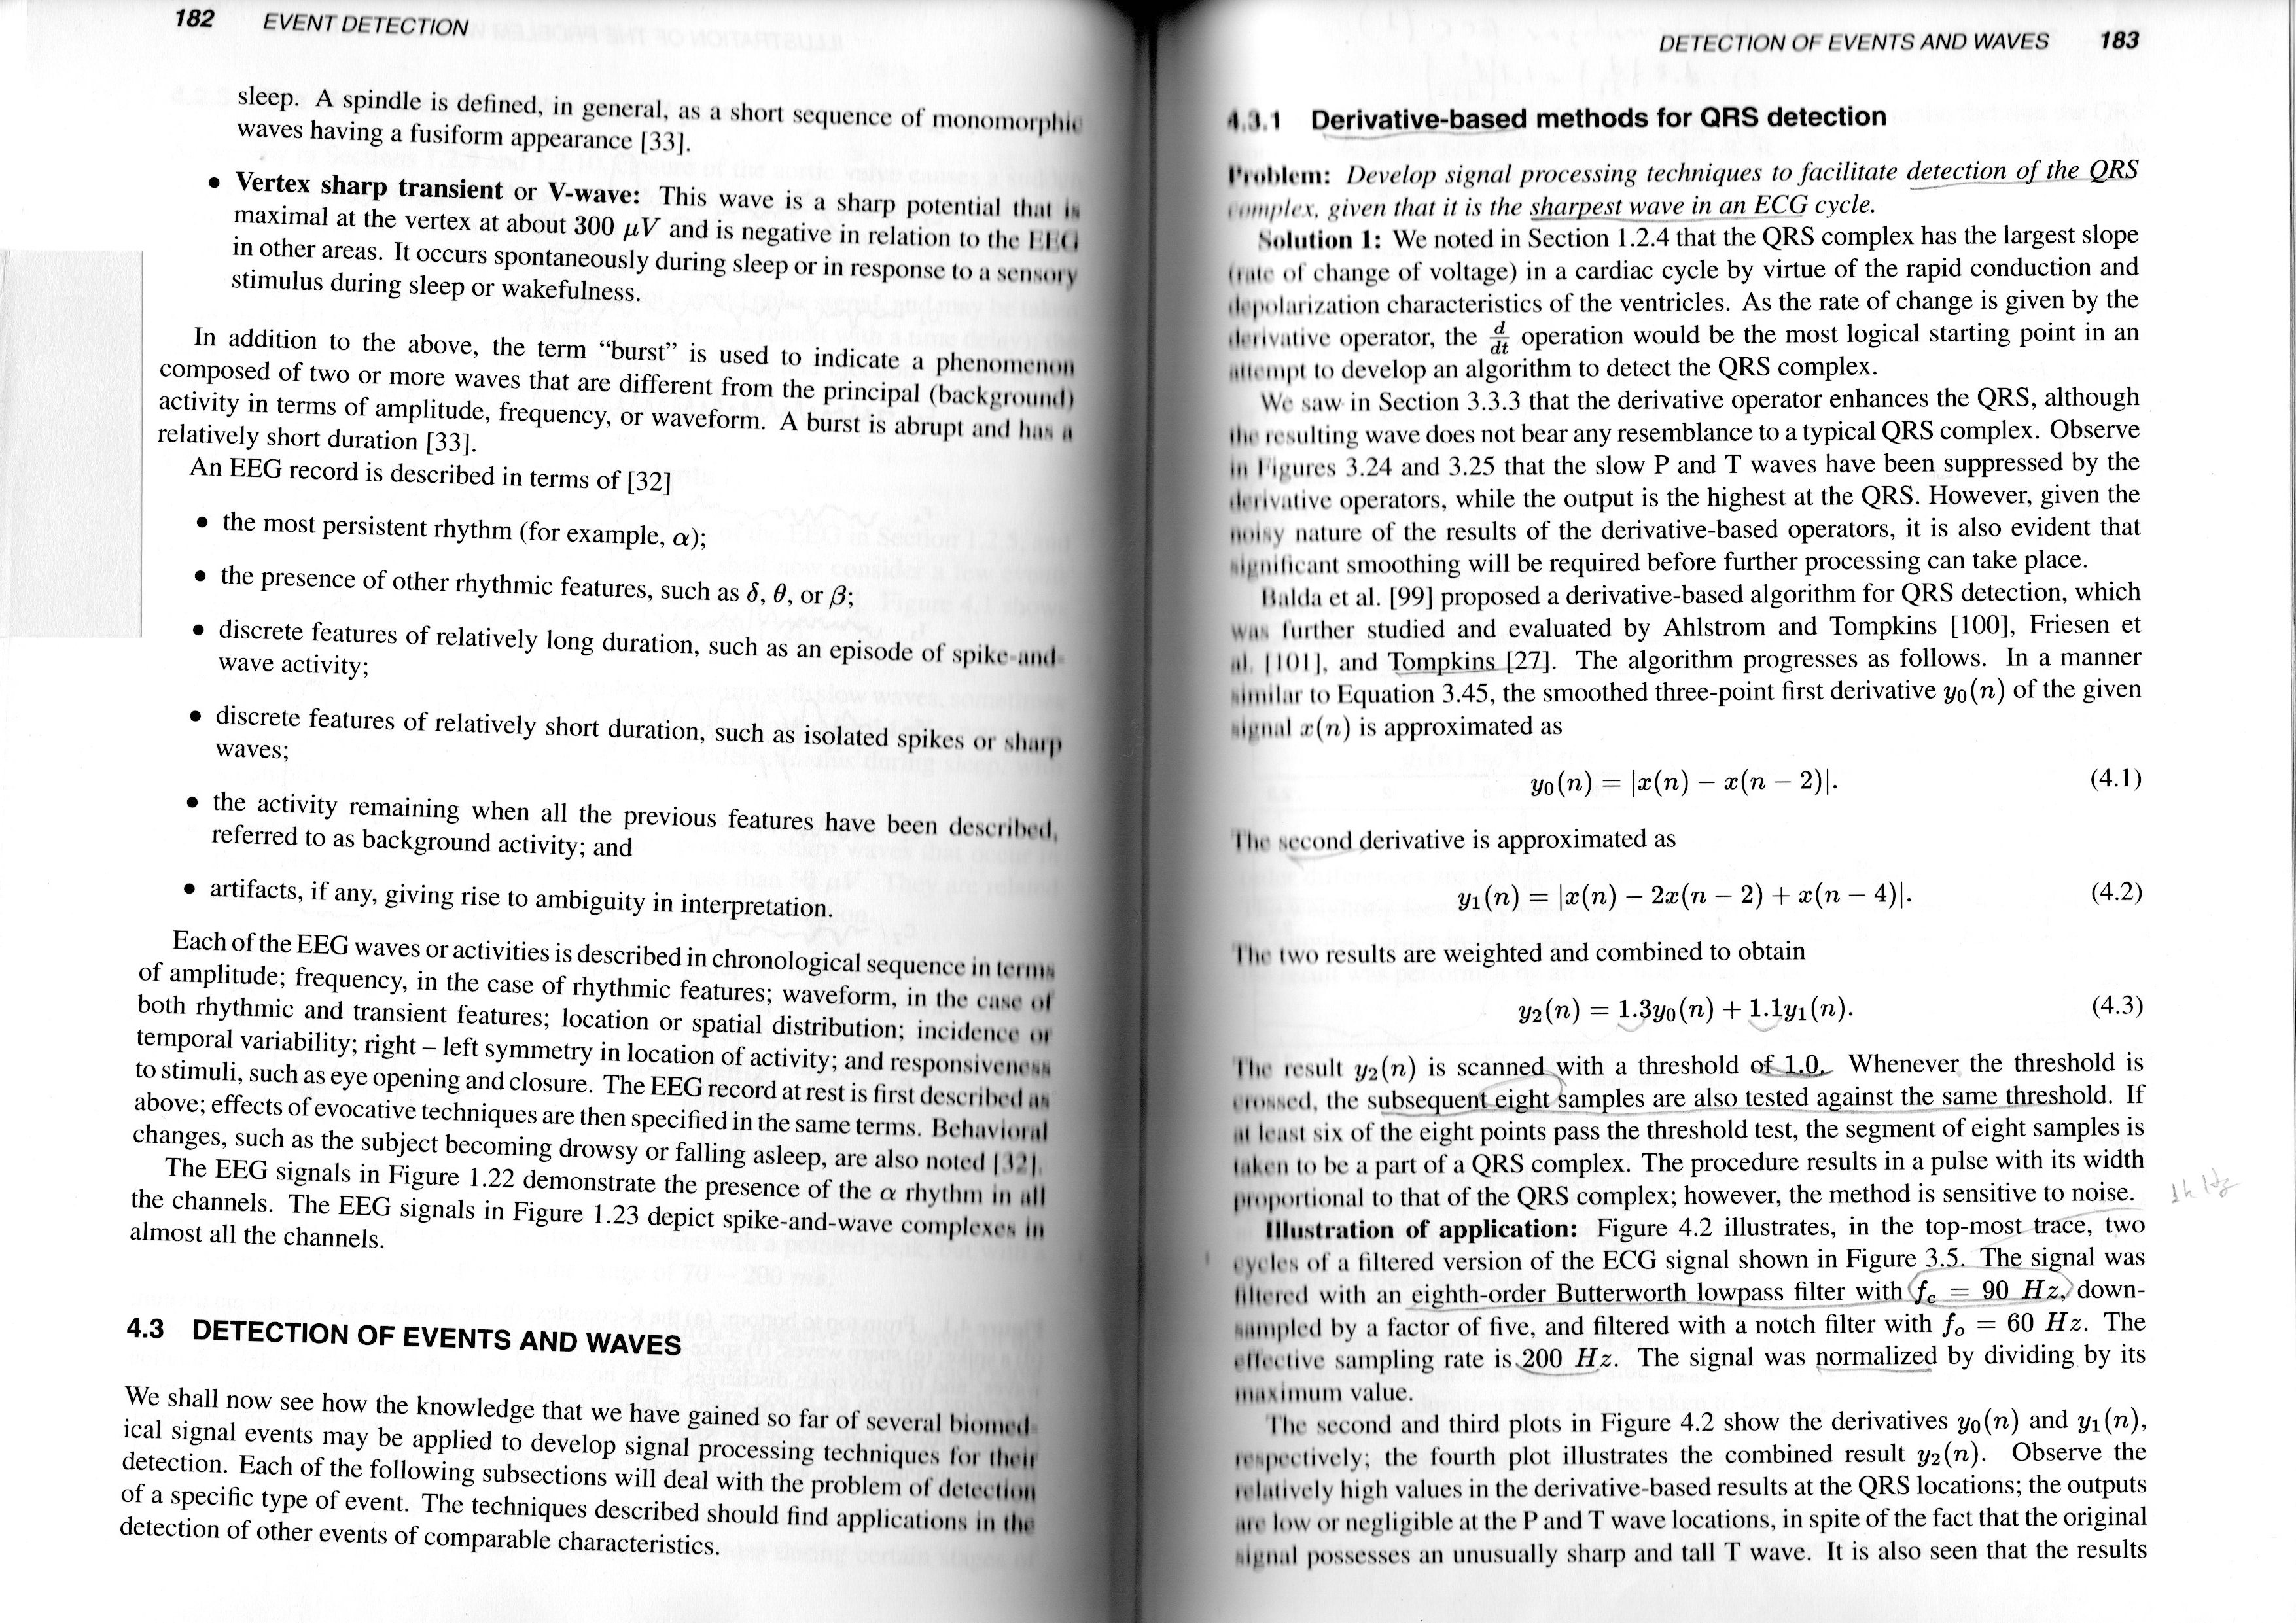 182 EVENT DETECTION
sleep. A spindle is defined, in general, as a short sequence of monomorphic
waves having a fusiform appearance [33].
• Vertex sharp transient or V-wave: This wave is a sharp potential that is
maximal at the vertex at about 300 μV and is negative in relation to the EEG
in other areas. It occurs spontaneously during sleep or in response to a sensory
stimulus during sleep or wakefulness.
In addition to the above, the term “burst” is used to indicate a phenomenon
composed of two or more waves that are different from the principal (background)
activity in terms of amplitude, frequency, or waveform. A burst is abrupt and has a
relatively short duration [33].
An EEG record is described in terms of [32]
• the most persistent rhythm (for example, α);
• the presence of other rhythmic features, such as δ, θ, or β;
• discrete features of relatively long duration, such as an episode of spike-and-
wave activity;
• discrete features of relatively short duration, such as isolated spikes or sharp
waves;
• the activity remaining when all the previous features have been described,
referred to as background activity; and
• artifacts, if any, giving rise to ambiguity in interpretation.
Each of the EEG waves or activities is described in chronological sequence in terms
of amplitude; frequency, in the case of rhythmic features; waveform, in the case of
both rhythmic and transient features; location or spatial distribution; incidence or
temporal variability; right – left symmetry in location of activity; and responsiveness
to stimuli, such as eye opening and closure. The EEG record at rest is first described as
above; effects of evocative techniques are then specified in the same terms. Behavioral
changes, such as the subject becoming drowsy or falling asleep, are also noted [32].
The EEG signals in Figure 1.22 demonstrate the presence of the α rhythm in all
the channels. The EEG signals in Figure 1.23 depict spike-and-wave complexes in
almost all the channels.
4.3 DETECTION OF EVENTS AND WAVES
We shall now see how the knowledge that we have gained so far of several biomed-
ical signal events may be applied to develop signal processing techniques for their
detection. Each of the following subsections will deal with the problem of detection
of a specific type of event. The techniques described should find applications in the
detection of other events of comparable characteristics.
DETECTION OF EVENTS AND WAVES 183
4.3.1 Derivative-based methods for QRS detection
Problem: Develop signal processing techniques to facilitate detection of the QRS
complex, given that it is the sharpest wave in an ECG cycle.
Solution 1: We noted in Section 1.2.4 that the QRS complex has the largest slope
(rate of change of voltage) in a cardiac cycle by virtue of the rapid conduction and
depolarization characteristics of the ventricles. As the rate of change is given by the
derivative operator, the d/dt operation would be the most logical starting point in an
attempt to develop an algorithm to detect the QRS complex.
We saw in Section 3.3.3 that the derivative operator enhances the QRS, although
the resulting wave does not bear any resemblance to a typical QRS complex. Observe
in Figures 3.24 and 3.25 that the slow P and T waves have been suppressed by the
derivative operators, while the output is the highest at the QRS. However, given the
noisy nature of the results of the derivative-based operators, it is also evident that
significant smoothing will be required before further processing can take place.
Balda et al. [99] proposed a derivative-based algorithm for QRS detection, which
was further studied and evaluated by Ahlstrom and Tompkins [100], Friesen et
al. [101], and Tompkins [27]. The algorithm progresses as follows. In a manner
similar to Equation 3.45, the smoothed three-point first derivative y₀(n) of the given
signal x(n) is approximated as
y₀(n) = |x(n) − x(n − 2)|. (4.1)
The second derivative is approximated as
y₁(n) = |x(n) − 2x(n − 2) + x(n − 4)|. (4.2)
The two results are weighted and combined to obtain
y₂(n) = 1.3y₀(n) + 1.1y₁(n). (4.3)
The result y₂(n) is scanned with a threshold of 1.0. Whenever the threshold is
crossed, the subsequent eight samples are also tested against the same threshold. If
at least six of the eight points pass the threshold test, the segment of eight samples is
taken to be a part of a QRS complex. The procedure results in a pulse with its width
proportional to that of the QRS complex; however, the method is sensitive to noise.
Illustration of application: Figure 4.2 illustrates, in the top-most trace, two
cycles of a filtered version of the ECG signal shown in Figure 3.5. The signal was
filtered with an eighth-order Butterworth lowpass filter with f_c = 90 Hz, down-
sampled by a factor of five, and filtered with a notch filter with f_o = 60 Hz. The
effective sampling rate is 200 Hz. The signal was normalized by dividing by its
maximum value.
The second and third plots in Figure 4.2 show the derivatives y₀(n) and y₁(n),
respectively; the fourth plot illustrates the combined result y₂(n). Observe the
relatively high values in the derivative-based results at the QRS locations; the outputs
are low or negligible at the P and T wave locations, in spite of the fact that the original
signal possesses an unusually sharp and tall T wave. It is also seen that the results